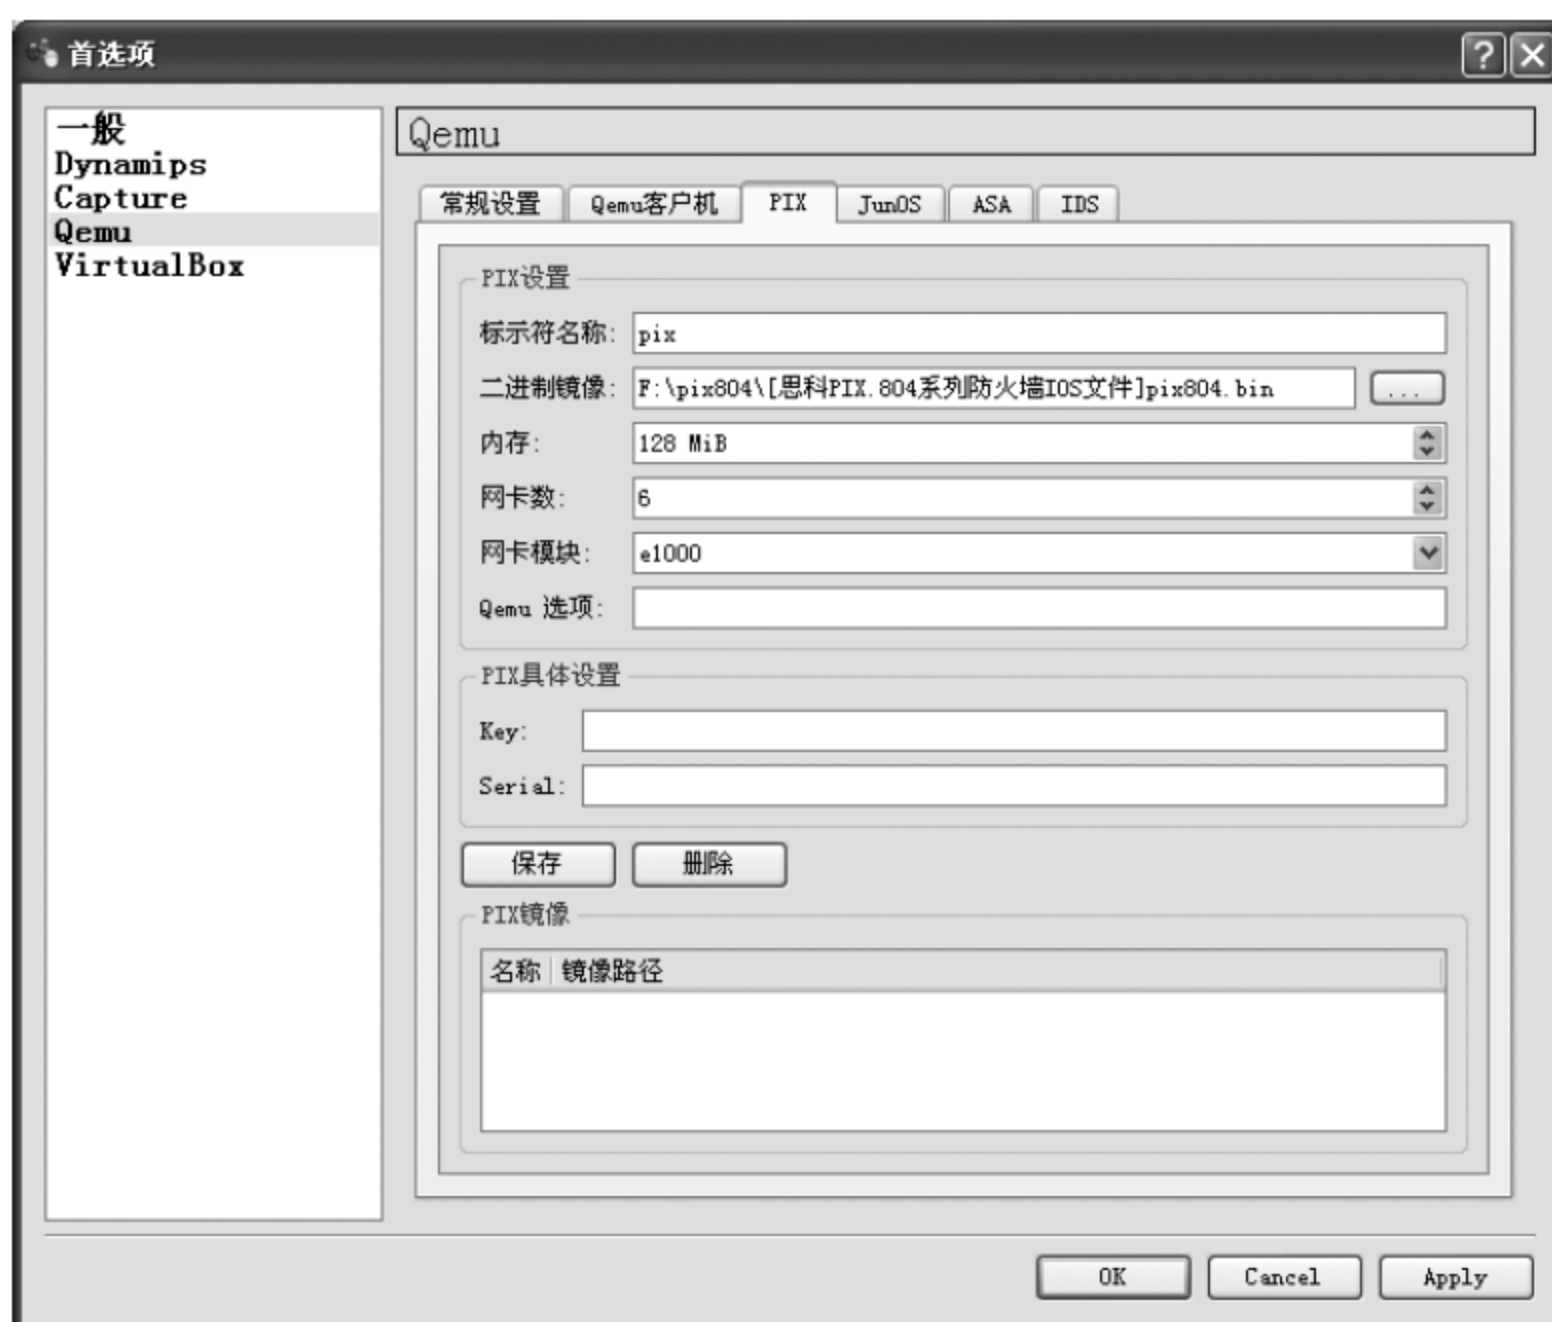 首选项
一般
Dynamips
Capture
Qemu
VirtualBox
Qemu
常规设置 Qemu客户机 PIX JunOS ASA IDS
PIX设置
标示符名称: pix
二进制镜像: F:\pix804\[思科PIX.804系列防火墙IOS文件]pix804.bin ...
内存: 128 MiB
网卡数: 6
网卡模块: e1000
Qemu 选项:
PIX具体设置
Key:
Serial:
保存 删除
PIX镜像
名称 镜像路径
OK Cancel Apply